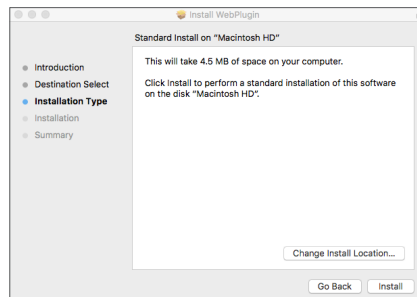 Install WebPlugin
Standard Install on "Macintosh HD"
Introduction
Destination Select
Installation Type
Installation
Summary
This will take 4.5 MB of space on your computer.
Click Install to perform a standard installation of this software
on the disk "Macintosh HD".
Change Install Location...
Go Back
Install